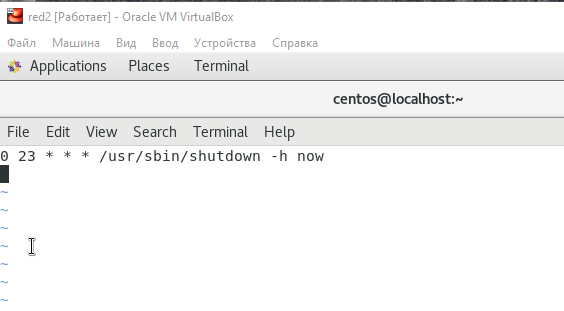 red2 [Работает] - Oracle VM VirtualBox
Файл Машина Вид Ввод Устройства Справка
Applications Places Terminal
centos@localhost:~
File Edit View Search Terminal Help
0 23 * * * /usr/sbin/shutdown -h now
~
~
~
~
~
~
~